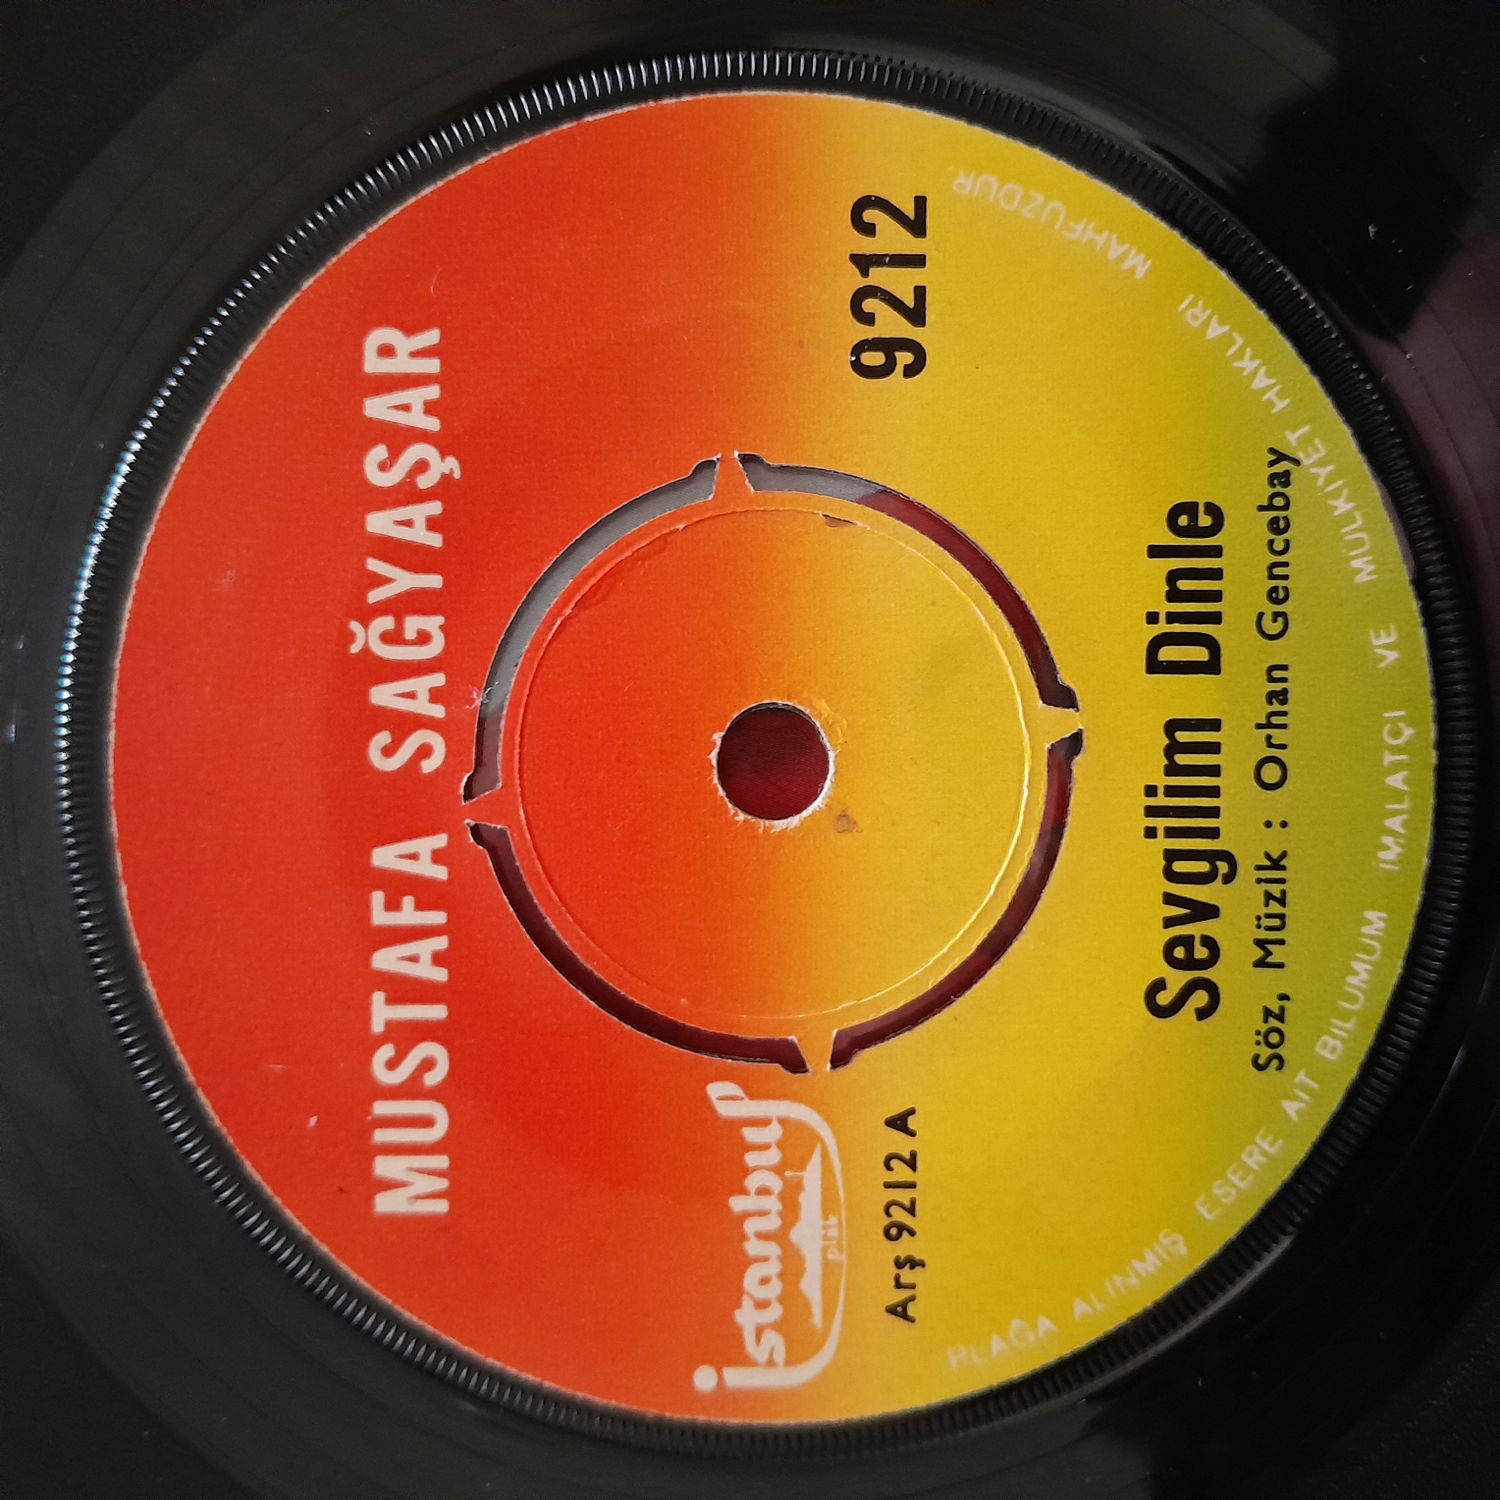 MUSTAFA SAĞYAŞAR
istanbul
plak
9212
Arş 9212 A
Sevgilim Dinle
Söz, Müzik : Orhan Gencebay
PLAĞA ALINMIŞ ESERE AIT BILUMUM IMALATÇI VE MÜLKIYET HAKLARI MAHFUZDUR